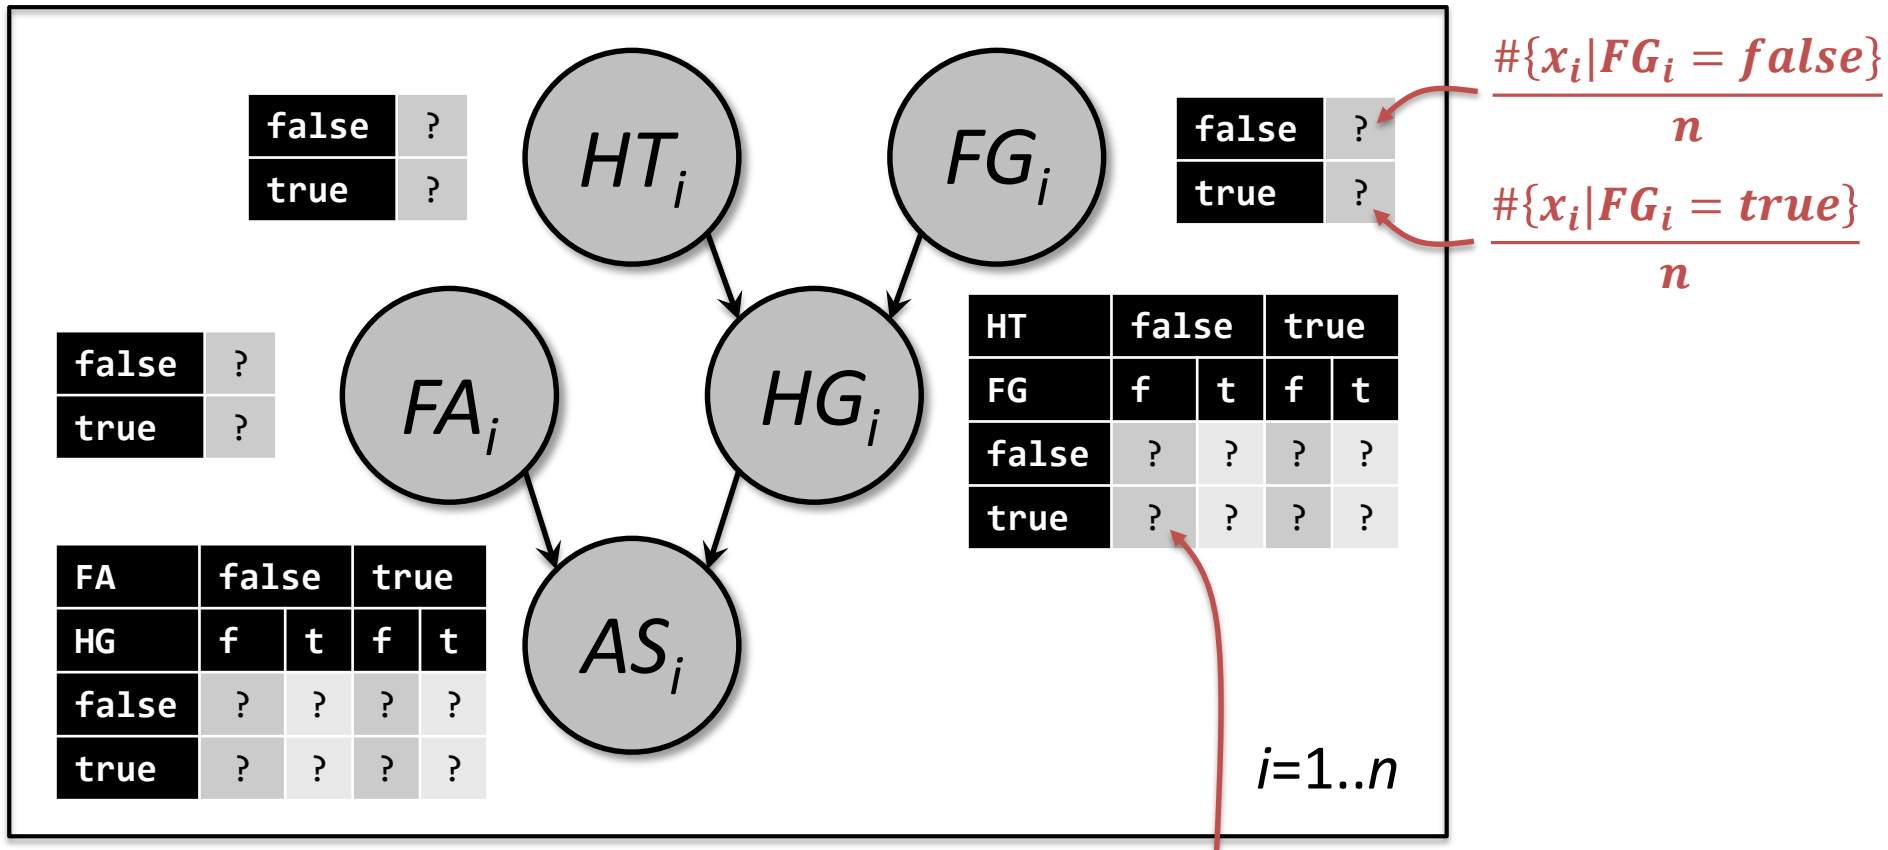 #{x_i|FG_i = false}
n
false ?
true ?
HT_i
FG_i
false ?
true ?
#{x_i|FG_i = true}
n
false ?
true ?
FA_i
HG_i
HT false true
FG f t f t
false ? ? ? ?
true ? ? ? ?
FA false true
HG f t f t
false ? ? ? ?
true ? ? ? ?
AS_i
i=1..n